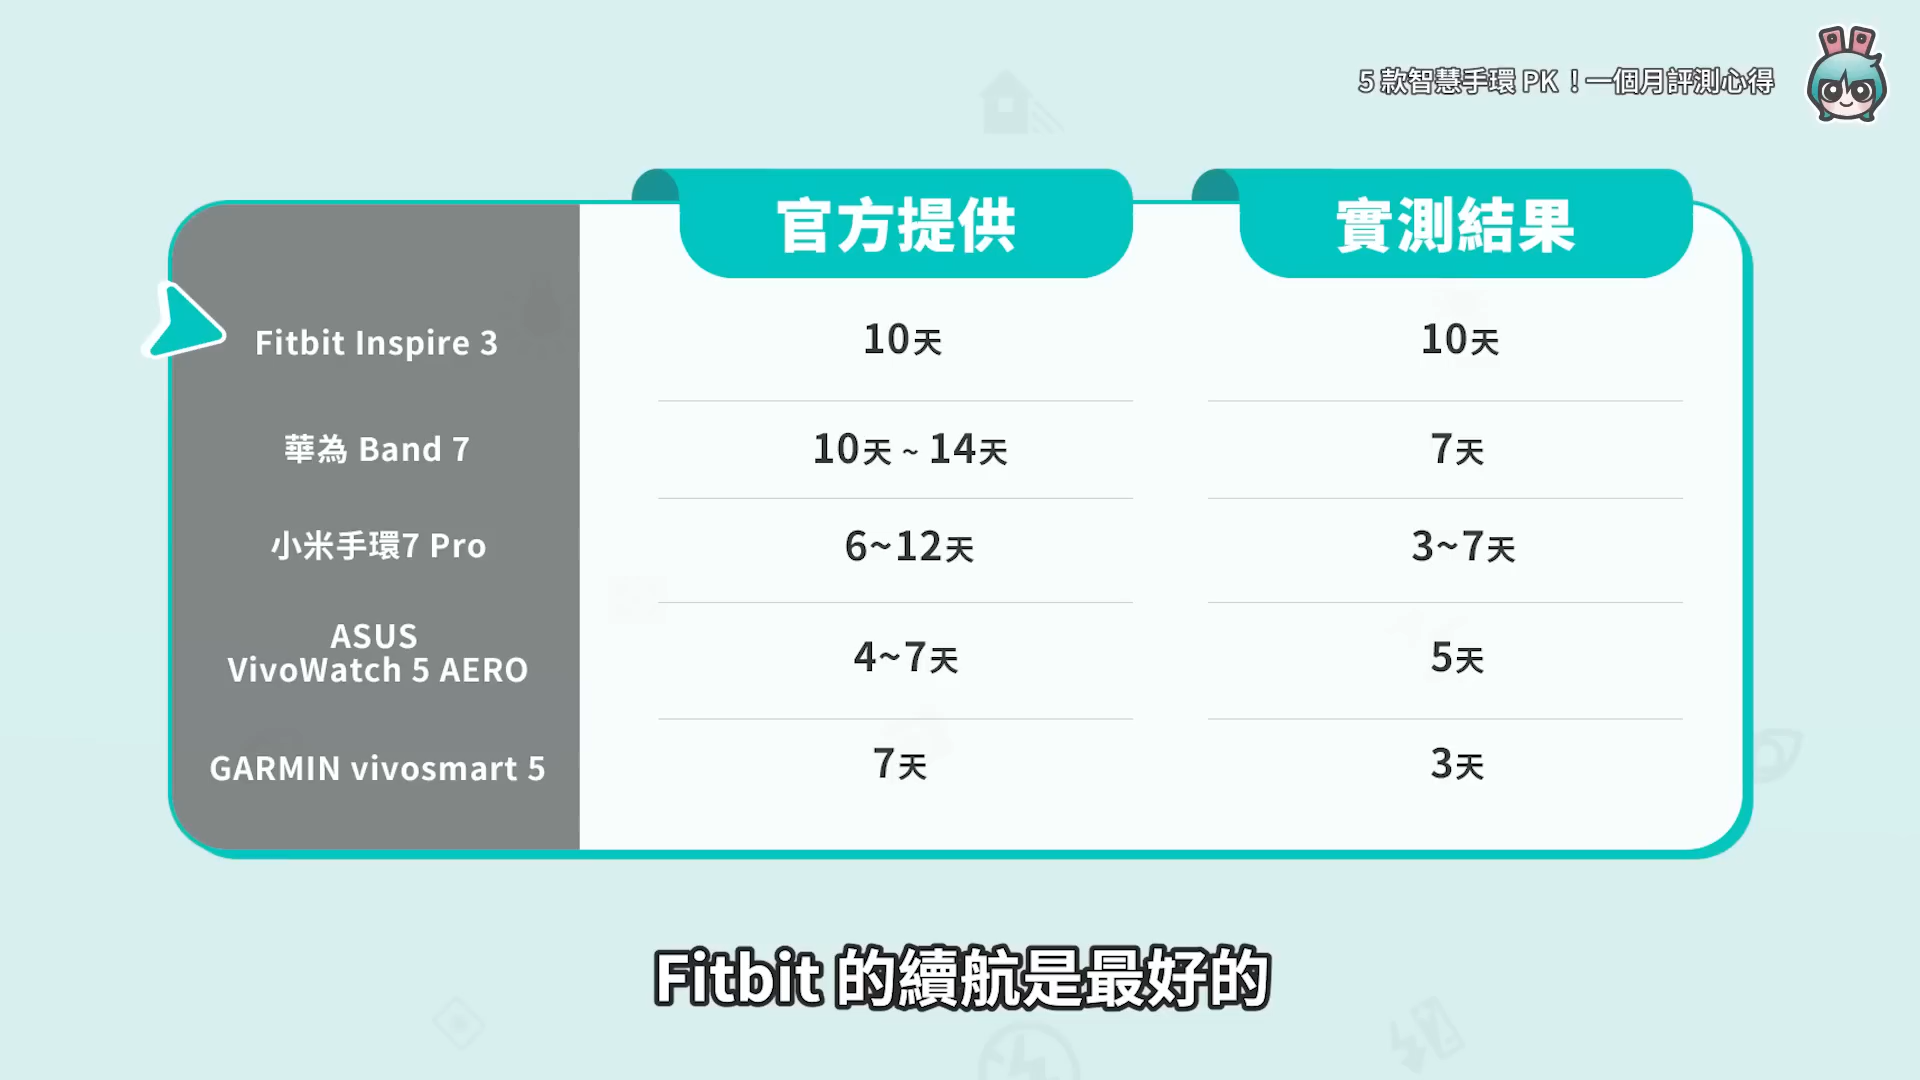 5 款智慧手環 PK ！一個月評測心得
官方提供 實測結果
Fitbit Inspire 3 10天 10天
華為 Band 7 10天 ~ 14天 7天
小米手環7 Pro 6~12天 3~7天
ASUS
VivoWatch 5 AERO 4~7天 5天
GARMIN vivosmart 5 7天 3天
Fitbit 的續航是最好的